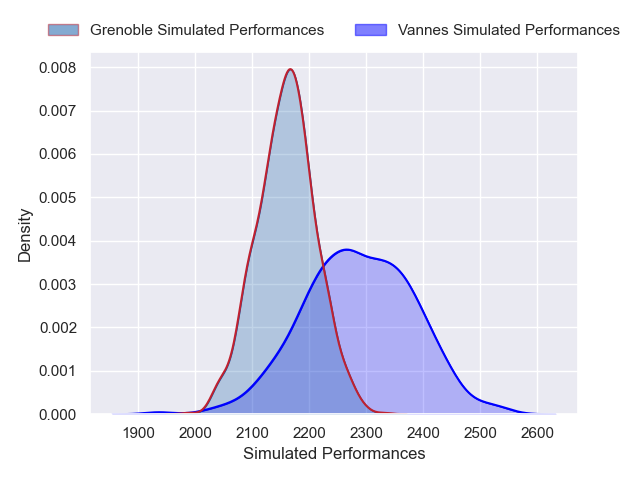 Grenoble Simulated Performances Vannes Simulated Performances
0.008
0.007
0.006
0.005
0.004
0.003
0.002
0.001
0.000
Density
1900 2000 2100 2200 2300 2400 2500 2600
Simulated Performances